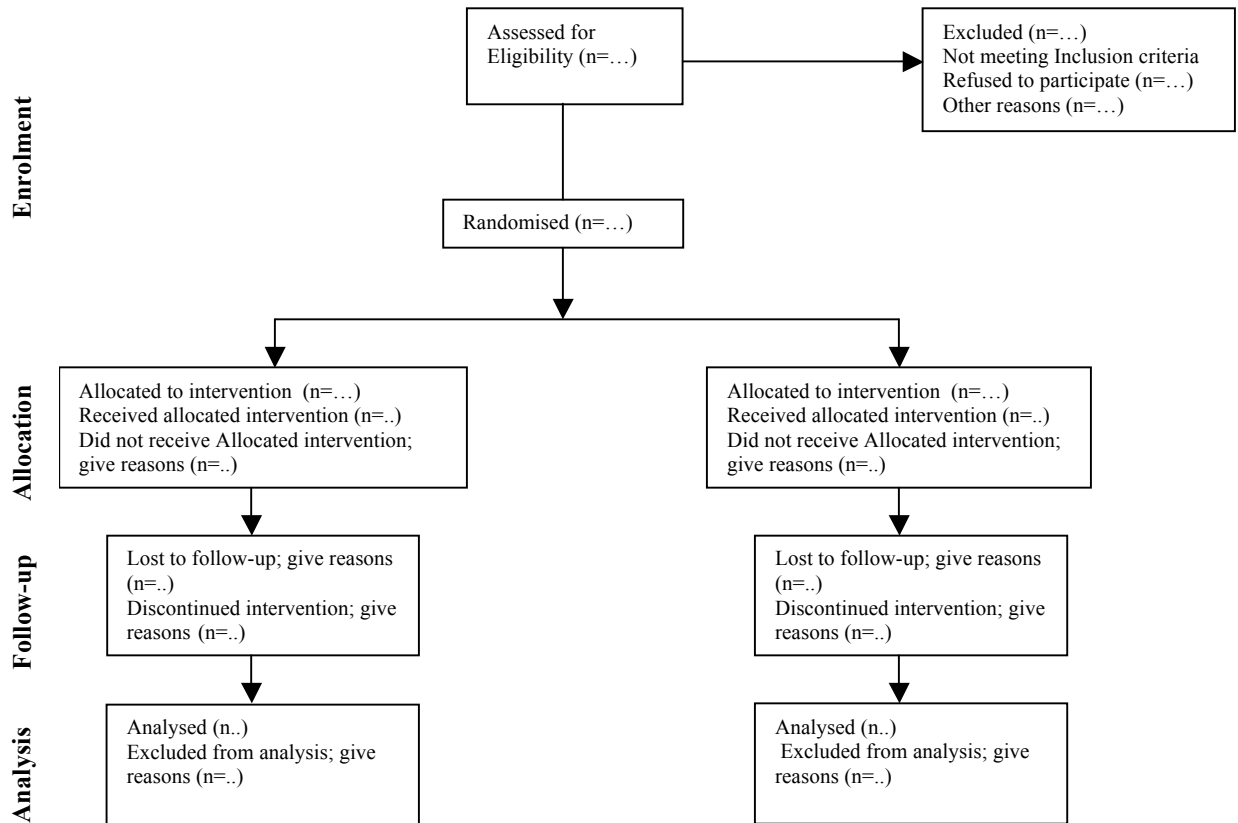 Enrolment
Assessed for
Eligibility (n=…)
Excluded (n=…)
Not meeting Inclusion criteria
Refused to participate (n=…)
Other reasons (n=…)
Randomised (n=…)
Allocation
Allocated to intervention (n=…)
Received allocated intervention (n=..)
Did not receive Allocated intervention;
give reasons (n=..)
Allocated to intervention (n=…)
Received allocated intervention (n=..)
Did not receive Allocated intervention;
give reasons (n=..)
Follow-up
Lost to follow-up; give reasons
(n=..)
Discontinued intervention; give
reasons (n=..)
Lost to follow-up; give reasons
(n=..)
Discontinued intervention; give
reasons (n=..)
Analysis
Analysed (n..)
Excluded from analysis; give
reasons (n=..)
Analysed (n..)
Excluded from analysis; give
reasons (n=..)